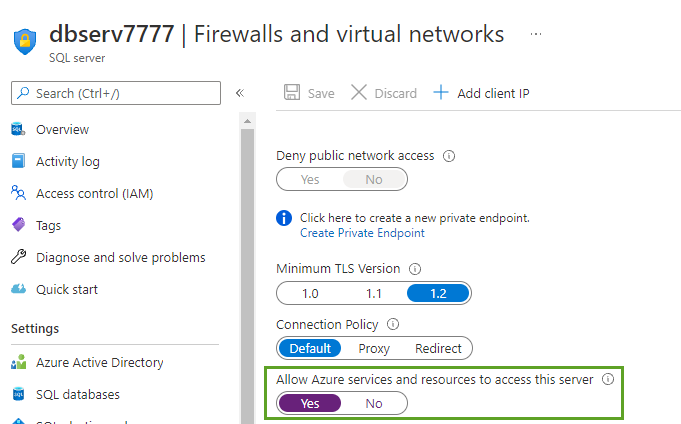 dbserv7777 | Firewalls and virtual networks ...
SQL server
Search (Ctrl+/)
«
Save
Discard
Add client IP
Overview
Activity log
Access control (IAM)
Tags
Diagnose and solve problems
Quick start
Settings
Azure Active Directory
SQL databases
Deny public network access
Yes No
Click here to create a new private endpoint.
Create Private Endpoint
Minimum TLS Version
1.0 1.1 1.2
Connection Policy
Default Proxy Redirect
Allow Azure services and resources to access this server
Yes No